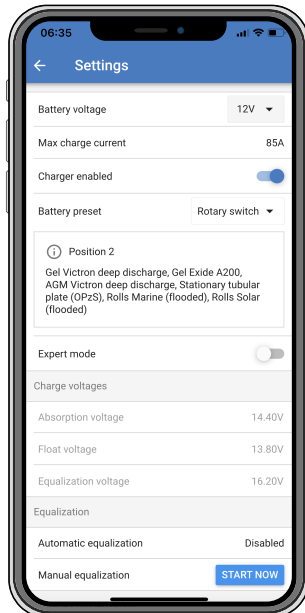 06:35
Settings
Battery voltage 12V
Max charge current 85A
Charger enabled
Battery preset Rotary switch
Position 2
Gel Victron deep discharge, Gel Exide A200,
AGM Victron deep discharge, Stationary tubular
plate (OPzS), Rolls Marine (flooded), Rolls Solar
(flooded)
Expert mode
Charge voltages
Absorption voltage 14.40V
Float voltage 13.80V
Equalization voltage 16.20V
Equalization
Automatic equalization Disabled
Manual equalization START NOW